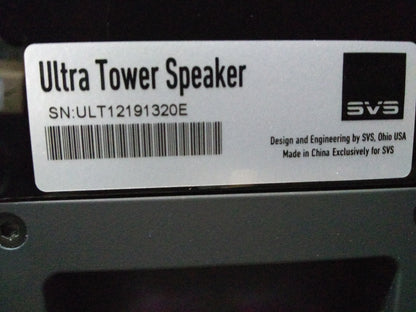 Ultra Tower Speaker
SN:ULT12191320E
SVS
Design and Engineering by SVS, Ohio USA
Made in China Exclusively for SVS